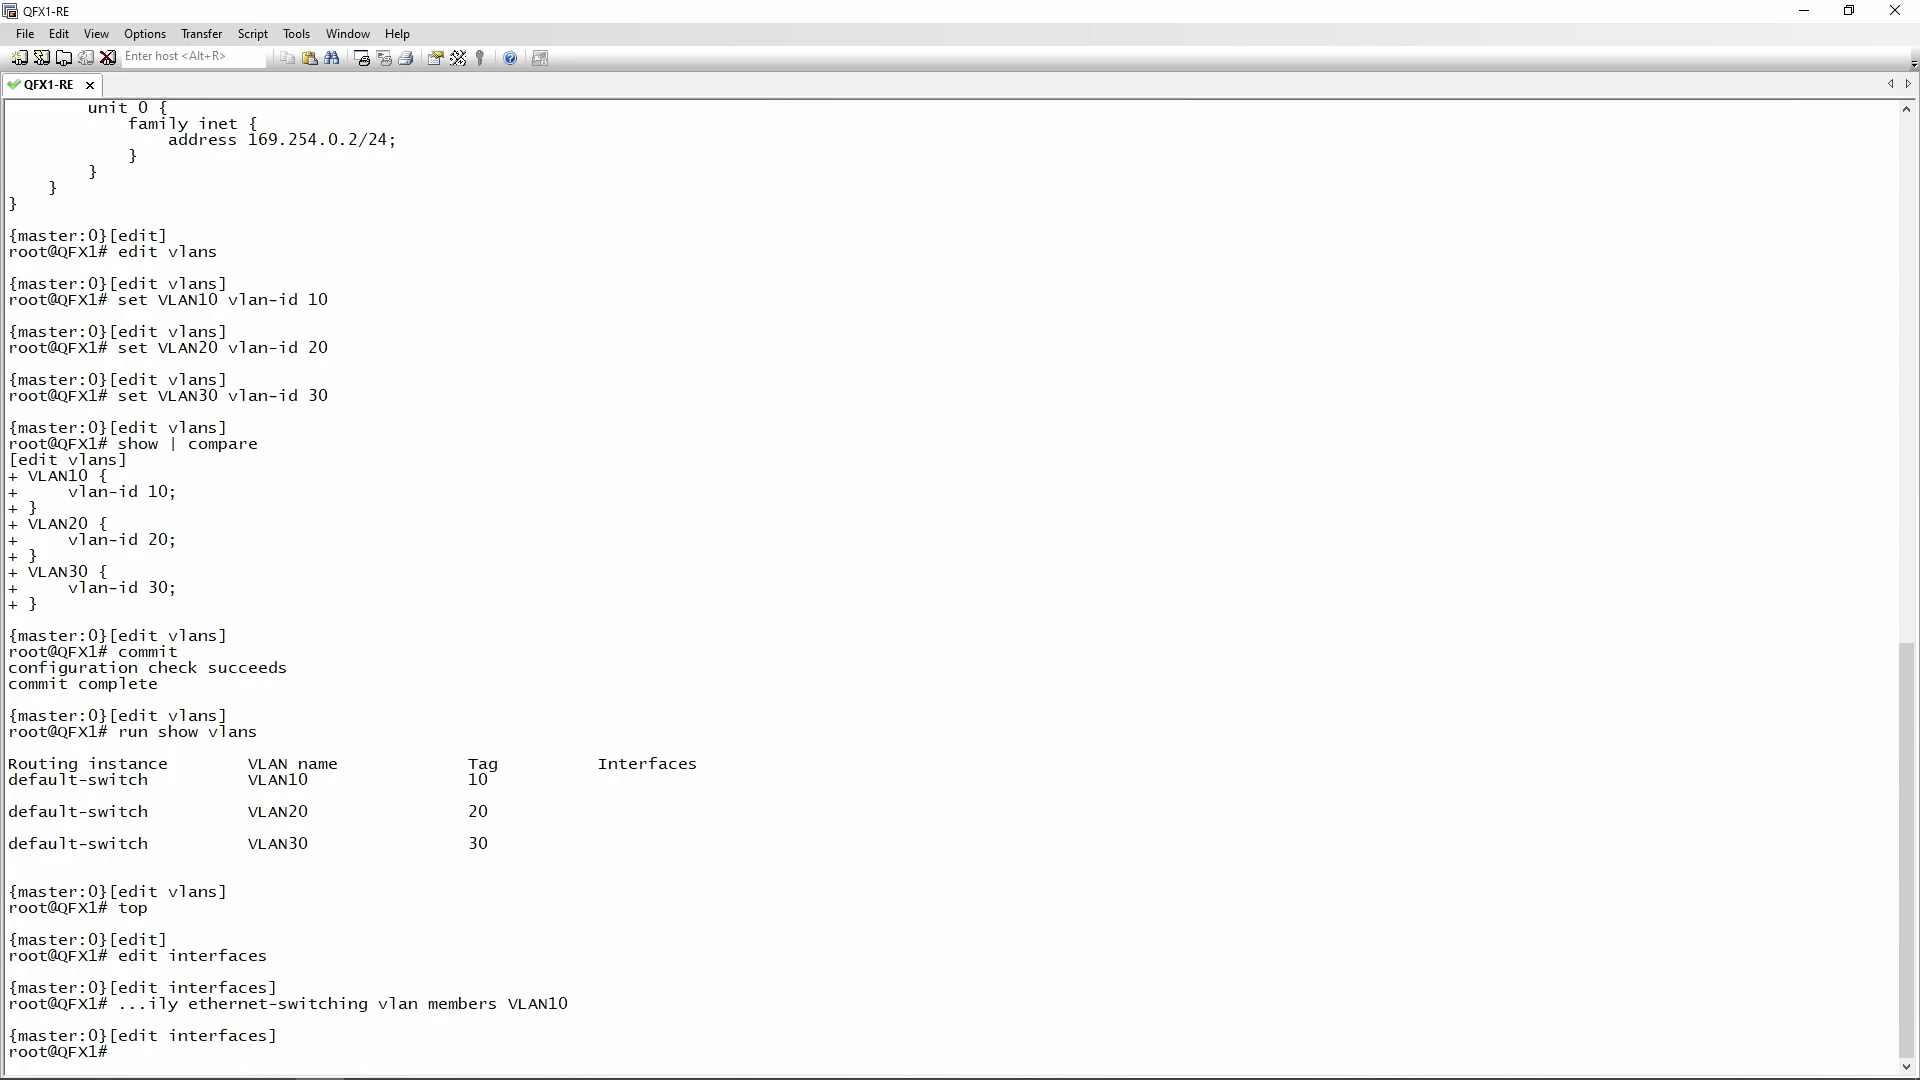 QFX1-RE
File Edit View Options Transfer Script Tools Window Help
Enter host <Alt+R>
QFX1-RE
        unit 0 {
            family inet {
                address 169.254.0.2/24;
            }
        }
    }
}
{master:0}[edit]
root@QFX1# edit vlans
{master:0}[edit vlans]
root@QFX1# set VLAN10 vlan-id 10
{master:0}[edit vlans]
root@QFX1# set VLAN20 vlan-id 20
{master:0}[edit vlans]
root@QFX1# set VLAN30 vlan-id 30
{master:0}[edit vlans]
root@QFX1# show | compare
[edit vlans]
+ VLAN10 {
+     vlan-id 10;
+ }
+ VLAN20 {
+     vlan-id 20;
+ }
+ VLAN30 {
+     vlan-id 30;
+ }
{master:0}[edit vlans]
root@QFX1# commit
configuration check succeeds
commit complete
{master:0}[edit vlans]
root@QFX1# run show vlans
Routing instance        VLAN name             Tag          Interfaces
default-switch          VLAN10                10
default-switch          VLAN20                20
default-switch          VLAN30                30
{master:0}[edit vlans]
root@QFX1# top
{master:0}[edit]
root@QFX1# edit interfaces
{master:0}[edit interfaces]
root@QFX1# ...ily ethernet-switching vlan members VLAN10
{master:0}[edit interfaces]
root@QFX1#